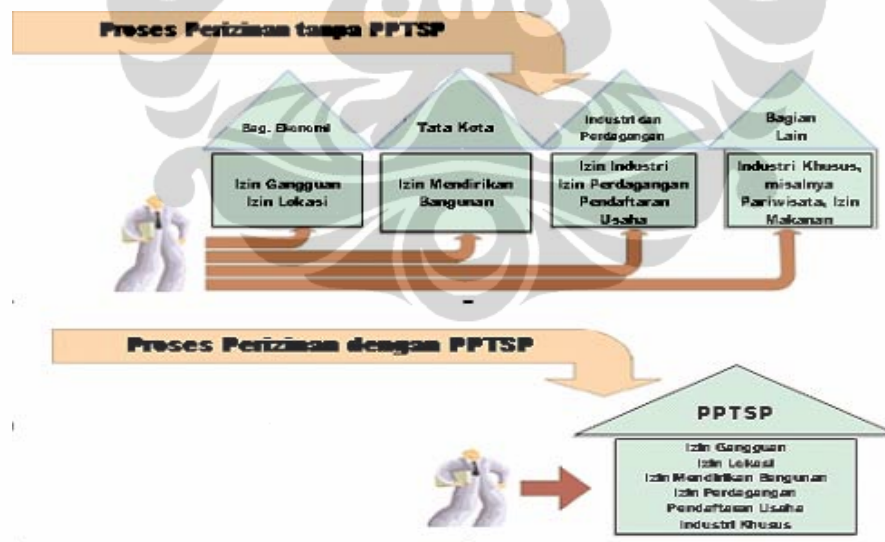 Proses Perizinan tanpa PPTSP
Bag. Ekonomi
Izin Gangguan
Izin Lokasi
Tata Kota
Izin Mendirikan
Bangunan
Industri dan
Perdagangan
Izin Industri
Izin Perdagangan
Pendaftaran
Usaha
Bagian
Lain
Industri Khusus,
misalnya
Pariwisata, Izin
Makanan
Proses Perizinan dengan PPTSP
PPTSP
Izin Gangguan
Izin Lokasi
Izin Mendirikan Bangunan
Izin Perdagangan
Pendaftaran Usaha
Industri Khusus